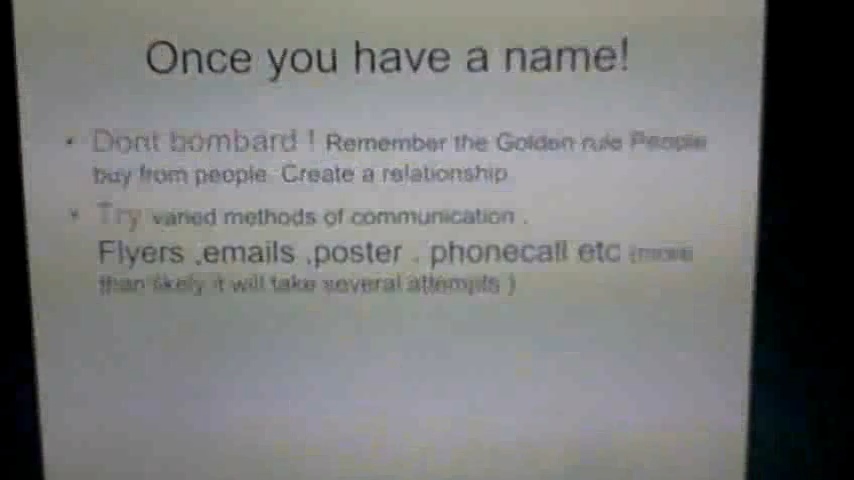 Once you have a name!
• Dont bombard ! Remember the Golden rule People
buy from people. Create a relationship
• Try varied methods of communication .
Flyers ,emails ,poster . phonecall etc (more
than likely it will take several attempts )